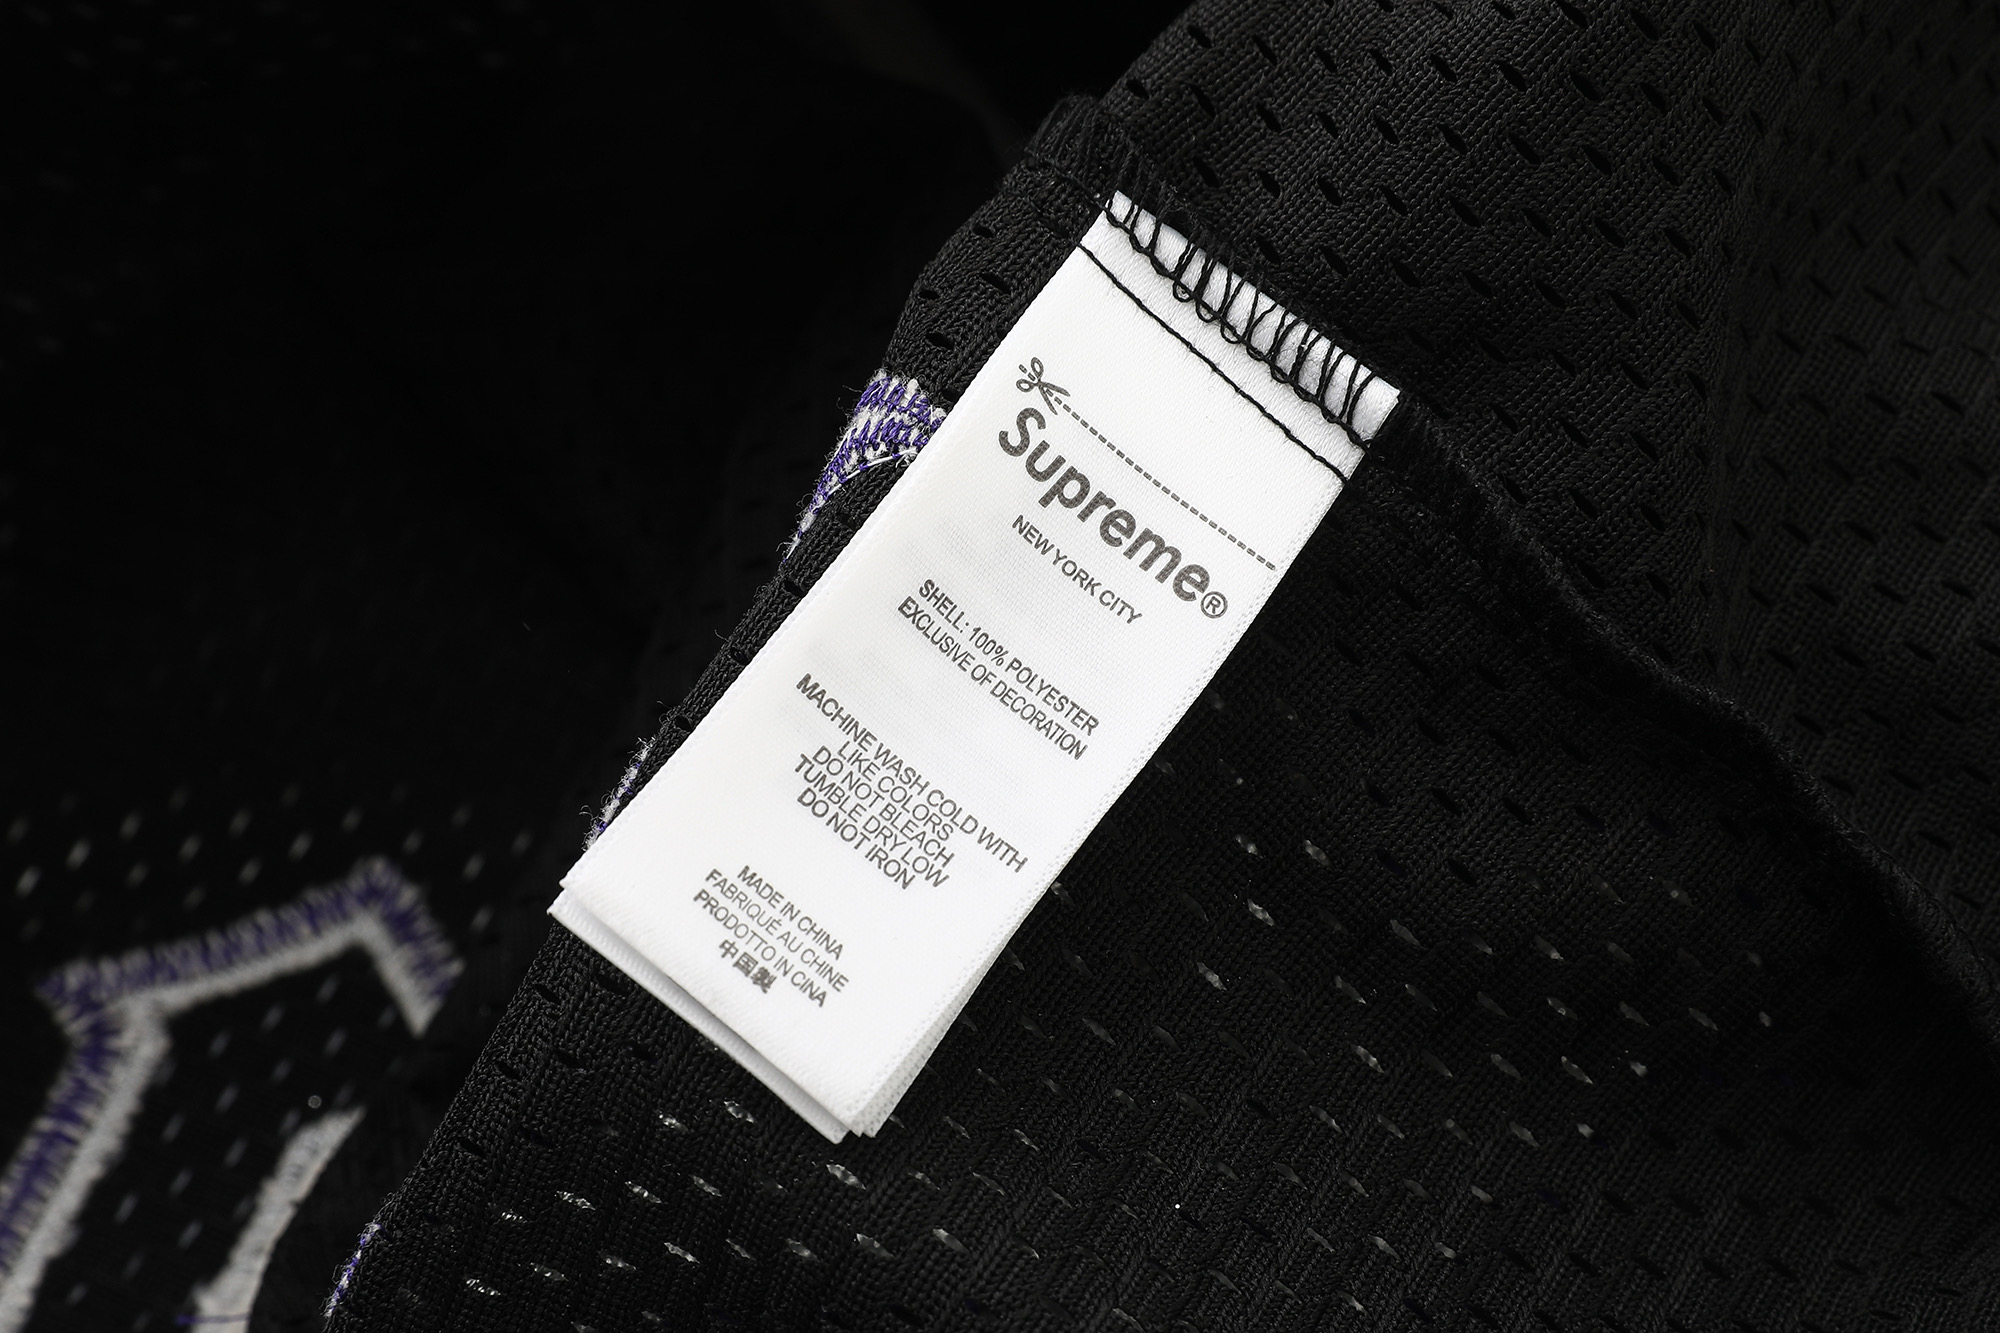 Supreme®
NEW YORK CITY
SHELL: 100% POLYESTER
EXCLUSIVE OF DECORATION
MACHINE WASH COLD WITH
LIKE COLORS
DO NOT BLEACH
TUMBLE DRY LOW
DO NOT IRON
MADE IN CHINA
FABRIQUÉ AU CHINE
PRODOTTO IN CINA
中国製